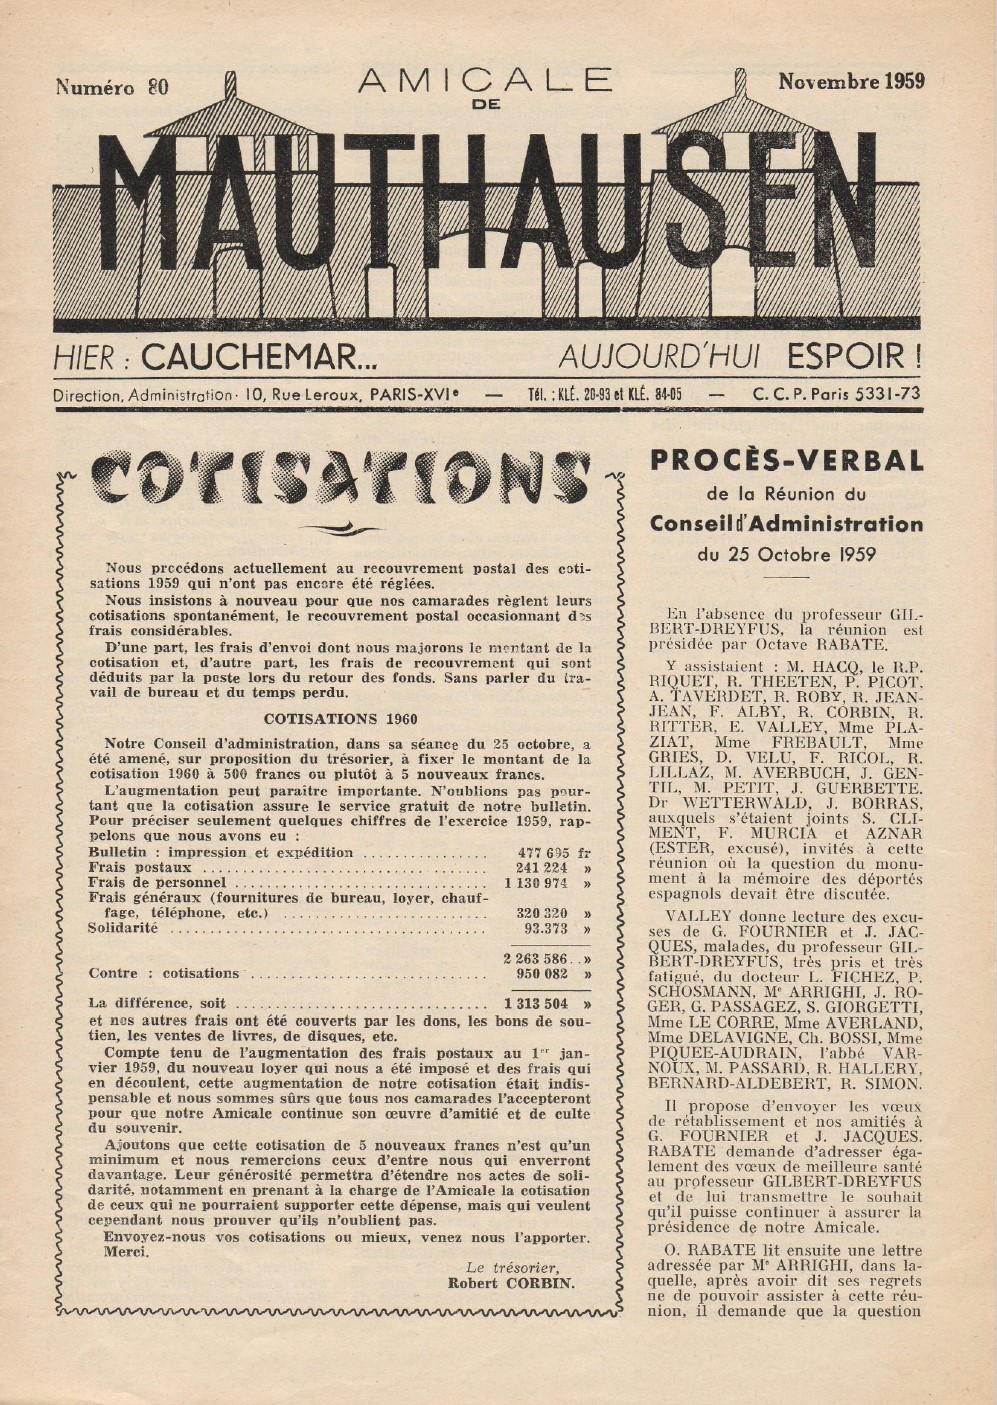 Numéro 80
AMICALE
DE
Novembre 1959
MAUTHAUSEN
HIER : CAUCHEMAR... AUJOURD'HUI ESPOIR !
Direction, Administration · 10, Rue Leroux, PARIS-XVIe — Tél. : KLÉ. 20-93 et KLÉ. 84-05 — C. C. P. Paris 5331-73
COTISATIONS
Nous procédons actuellement au recouvrement postal des coti-
sations 1959 qui n'ont pas encore été réglées.
Nous insistons à nouveau pour que nos camarades règlent leurs
cotisations spontanément, le recouvrement postal occasionnant des
frais considérables.
D'une part, les frais d'envoi dont nous majorons le montant de la
cotisation et, d'autre part, les frais de recouvrement qui sont
déduits par la poste lors du retour des fonds. Sans parler du tra-
vail de bureau et du temps perdu.
COTISATIONS 1960
Notre Conseil d'administration, dans sa séance du 25 octobre, a
été amené, sur proposition du trésorier, à fixer le montant de la
cotisation 1960 à 500 francs ou plutôt à 5 nouveaux francs.
L'augmentation peut paraître importante. N'oublions pas pour-
tant que la cotisation assure le service gratuit de notre bulletin.
Pour préciser seulement quelques chiffres de l'exercice 1959, rap-
pelons que nous avons eu :
Bulletin : impression et expédition ................ 477 695 fr
Frais postaux .................................... 241 224 »
Frais de personnel ................................ 1 130 974 »
Frais généraux (fournitures de bureau, loyer, chauf-
fage, téléphone, etc.) .......................... 320 320 »
Solidarité ........................................ 93.373 »
2 263 586..»
Contre : cotisations .............................. 950 082 »
La différence, soit ................................ 1 313 504 »
et nos autres frais ont été couverts par les dons, les bons de sou-
tien, les ventes de livres, de disques, etc.
Compte tenu de l'augmentation des frais postaux au 1er jan-
vier 1959, du nouveau loyer qui nous a été imposé et des frais qui
en découlent, cette augmentation de notre cotisation était indis-
pensable et nous sommes sûrs que tous nos camarades l'accepteront
pour que notre Amicale continue son œuvre d'amitié et de culte
du souvenir.
Ajoutons que cette cotisation de 5 nouveaux francs n'est qu'un
minimum et nous remercions ceux d'entre nous qui enverront
davantage. Leur générosité permettra d'étendre nos actes de soli-
darité, notamment en prenant à la charge de l'Amicale la cotisation
de ceux qui ne pourraient supporter cette dépense, mais qui veulent
cependant nous prouver qu'ils n'oublient pas.
Envoyez-nous vos cotisations ou mieux, venez nous l'apporter.
Merci.
Le trésorier,
Robert CORBIN.
PROCÈS-VERBAL
de la Réunion du
Conseil d'Administration
du 25 Octobre 1959
En l'absence du professeur GIL-
BERT-DREYFUS, la réunion est
présidée par Octave RABATE.
Y assistaient : M. HACQ, le R.P.
RIQUET, R. THEETEN, P. PICOT.
A. TAVERDET, R. ROBY, R. JEAN-
JEAN, F. ALBY, R. CORBIN, R.
RITTER, E. VALLEY, Mme PLA-
ZIAT, Mme FREBAULT, Mme
GRIES, D. VELU, F. RICOL, R.
LILLAZ, M. AVERBUCH, J. GEN-
TIL, M. PETIT, J. GUERBETTE.
Dr WETTERWALD, J. BORRAS,
auxquels s'étaient joints S. CLI-
MENT, F. MURCIA et AZNAR
(ESTER, excusé), invités à cette
réunion où la question du monu-
ment à la mémoire des déportés
espagnols devait être discutée.
VALLEY donne lecture des excu-
ses de G. FOURNIER et J. JAC-
QUES, malades, du professeur GIL-
BERT-DREYFUS, très pris et très
fatigué, du docteur L. FICHEZ, P.
SCHOSMANN, Me ARRIGHI, J. RO-
GER, G. PASSAGEZ, S. GIORGETTI,
Mme LE CORRE, Mme AVERLAND,
Mme DELAVIGNE, Ch. BOSSI, Mme
PIQUEE-AUDRAIN, l'abbé VAR-
NOUX, M. PASSARD, R. HALLERY,
BERNARD-ALDEBERT, R. SIMON.
Il propose d'envoyer les vœux
de rétablissement et nos amitiés à
G. FOURNIER et J. JACQUES.
RABATE demande d'adresser éga-
lement des vœux de meilleure santé
au professeur GILBERT-DREYFUS
et de lui transmettre le souhait
qu'il puisse continuer à assurer la
présidence de notre Amicale.
O. RABATE lit ensuite une lettre
adressée par Me ARRIGHI, dans la-
quelle, après avoir dit ses regrets
ne de pouvoir assister à cette réu-
nion, il demande que la question